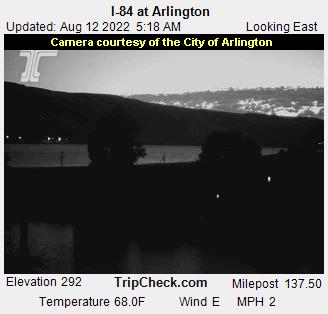 I-84 at Arlington
Updated: Aug 12 2022 5:18 AM Looking East
Camera courtesy of the City of Arlington
Elevation 292 TripCheck.com Milepost 137.50
Temperature 68.0F Wind E MPH 2